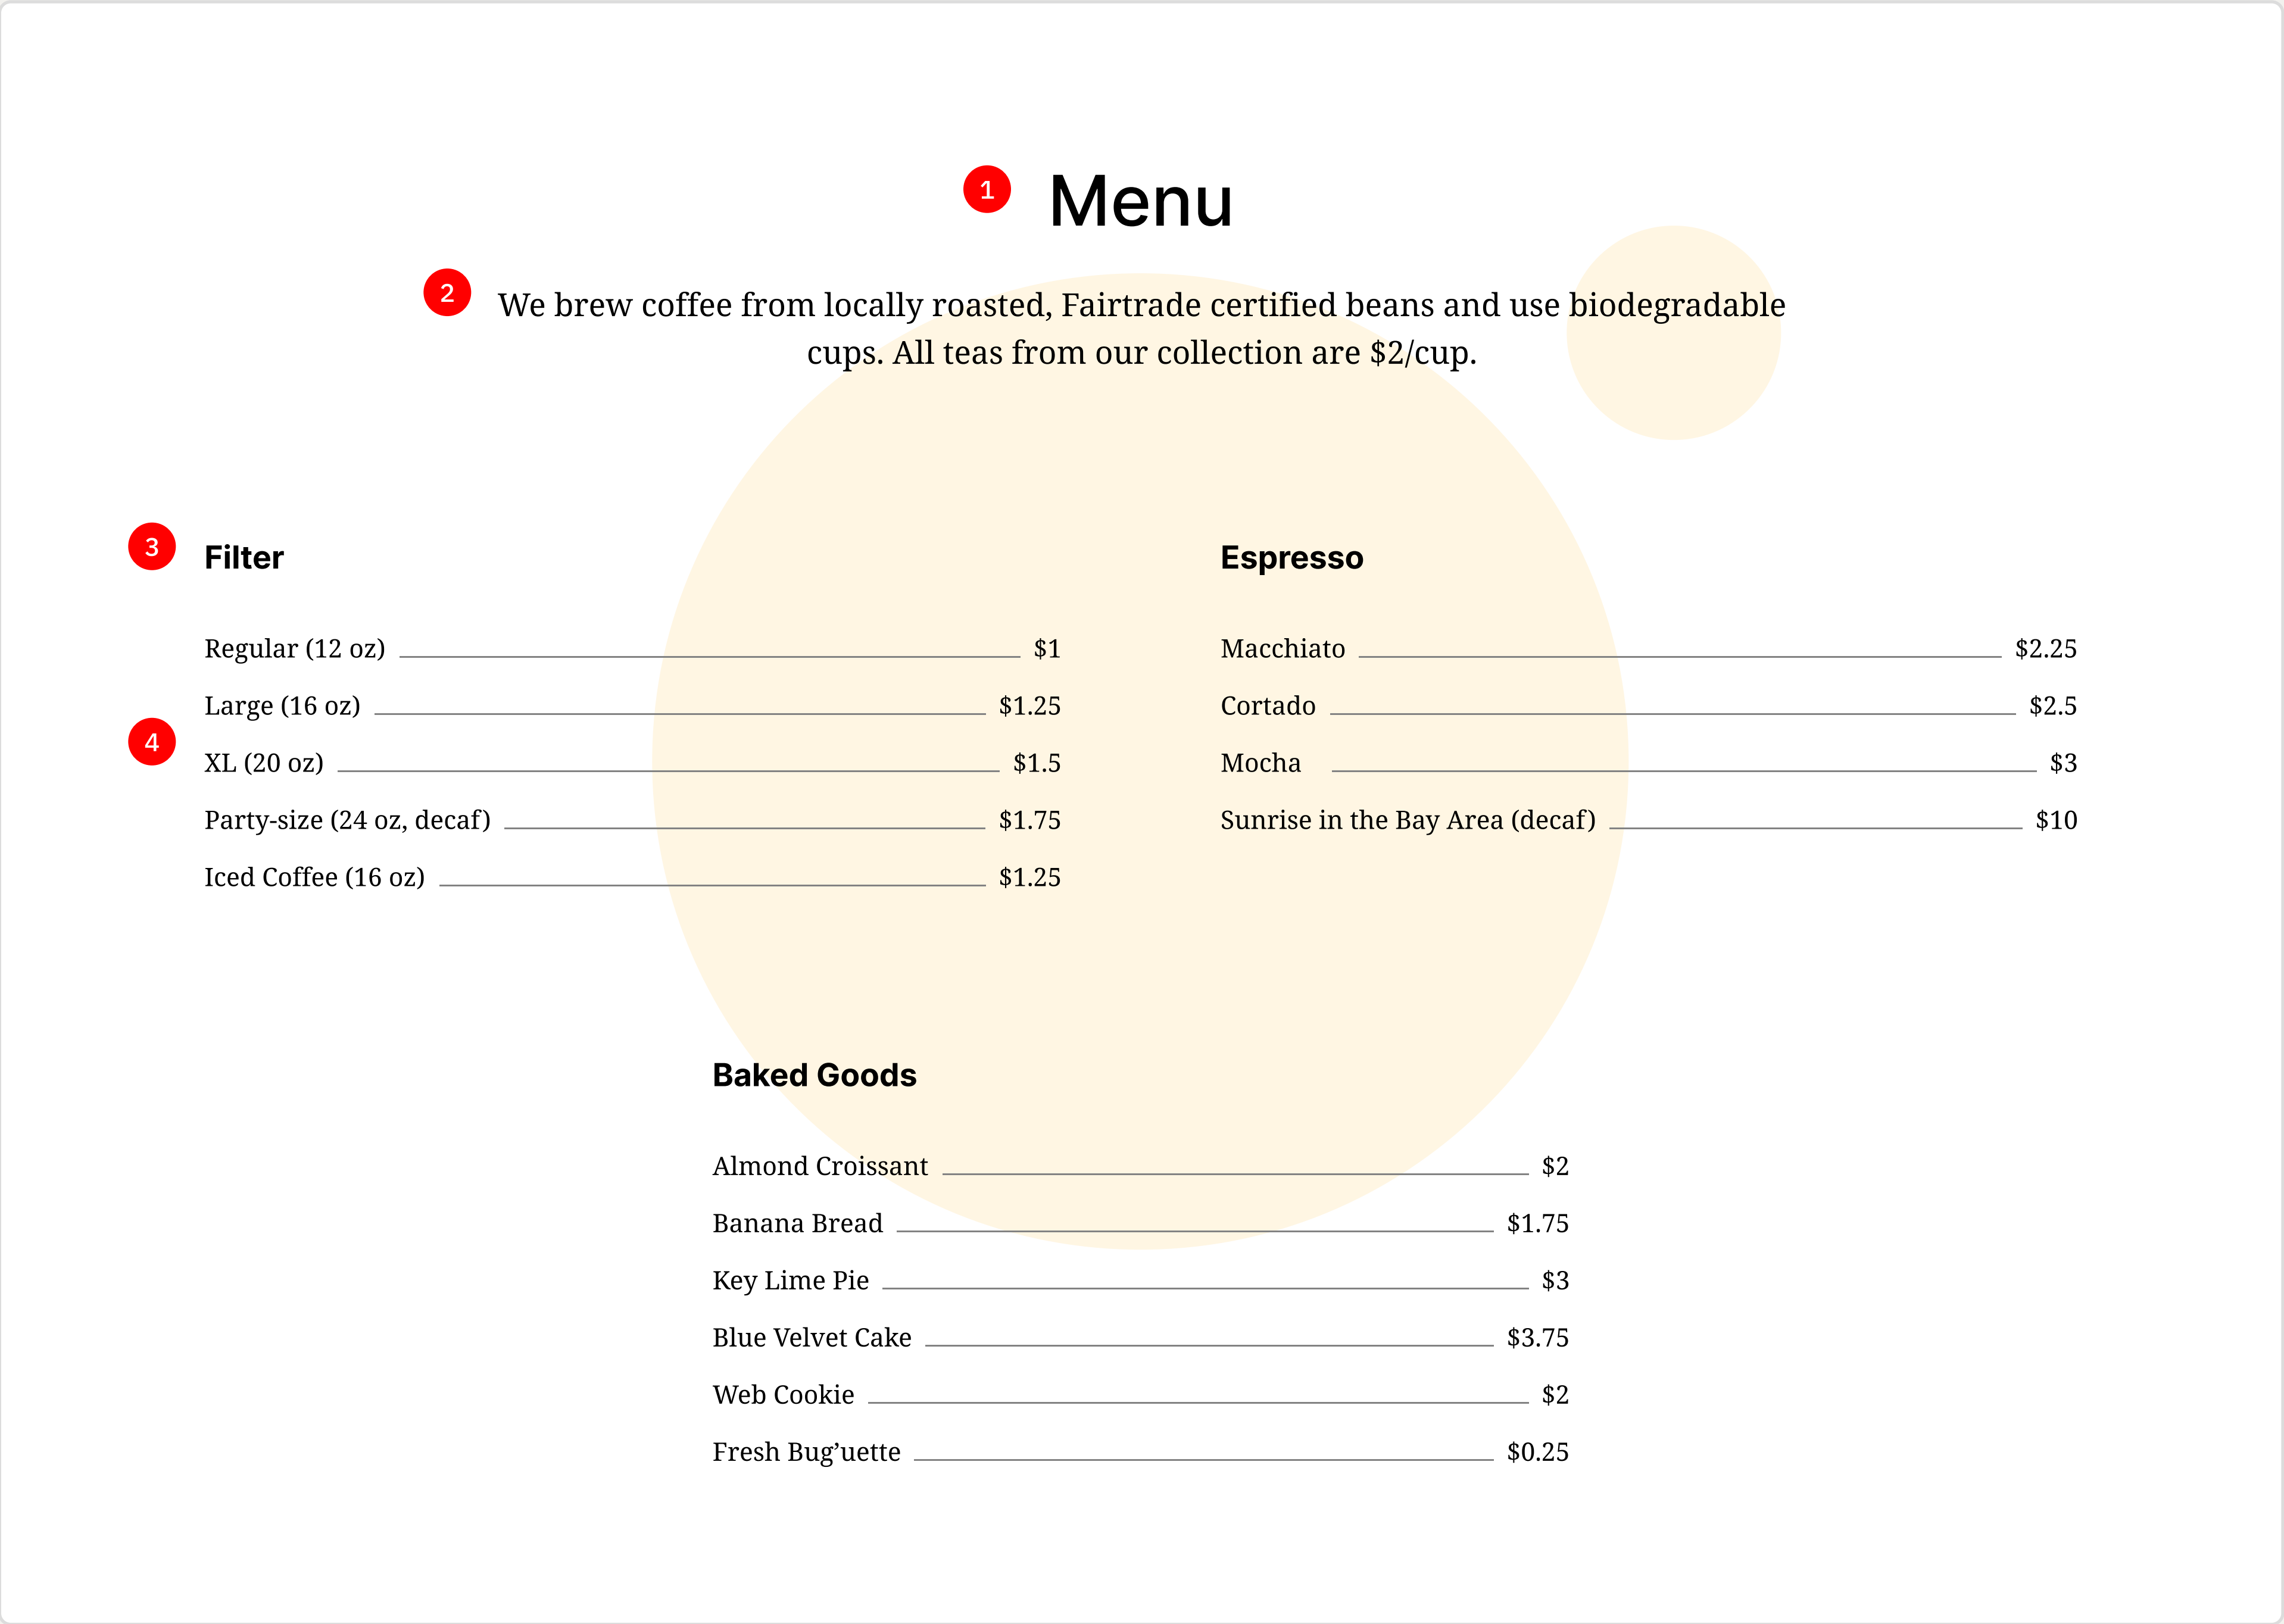 1 Menu
2 We brew coffee from locally roasted, Fairtrade certified beans and use biodegradable
cups. All teas from our collection are $2/cup.
3 Filter
Regular (12 oz) $1
Large (16 oz) $1.25
4 XL (20 oz) $1.5
Party-size (24 oz, decaf) $1.75
Iced Coffee (16 oz) $1.25
Espresso
Macchiato $2.25
Cortado $2.5
Mocha $3
Sunrise in the Bay Area (decaf) $10
Baked Goods
Almond Croissant $2
Banana Bread $1.75
Key Lime Pie $3
Blue Velvet Cake $3.75
Web Cookie $2
Fresh Bug’uette $0.25